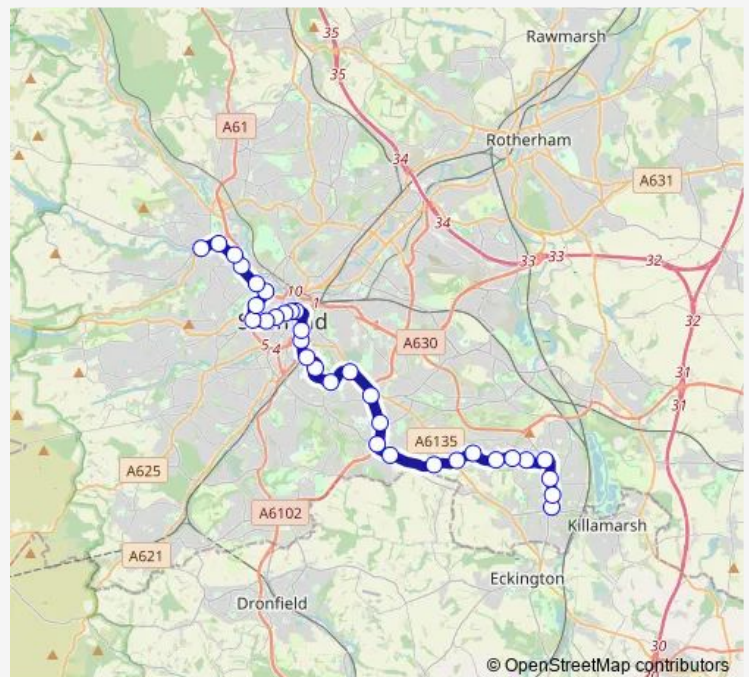 35
Rawmarsh
35
A61
34
Rotherham
A631
34
33
33
32
10
1
32
5-4
A630
31
31
A6135
A625
A6102
Killamarsh
A621
Eckington
Dronfield
30
30
© OpenStreetMap contributors